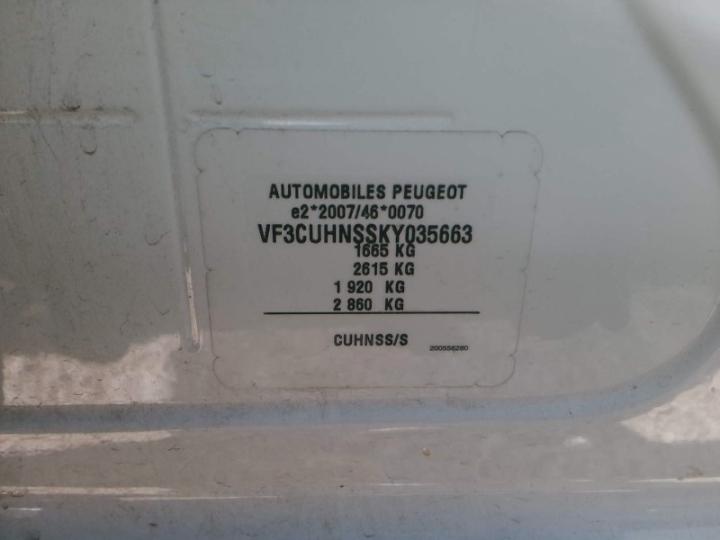 AUTOMOBILES PEUGEOT
e2*2007/46*0070
VF3CUHNSSKY035663
1665 KG
2615 KG
1 920 KG
2 860 KG
CUHNSS/S
200556280